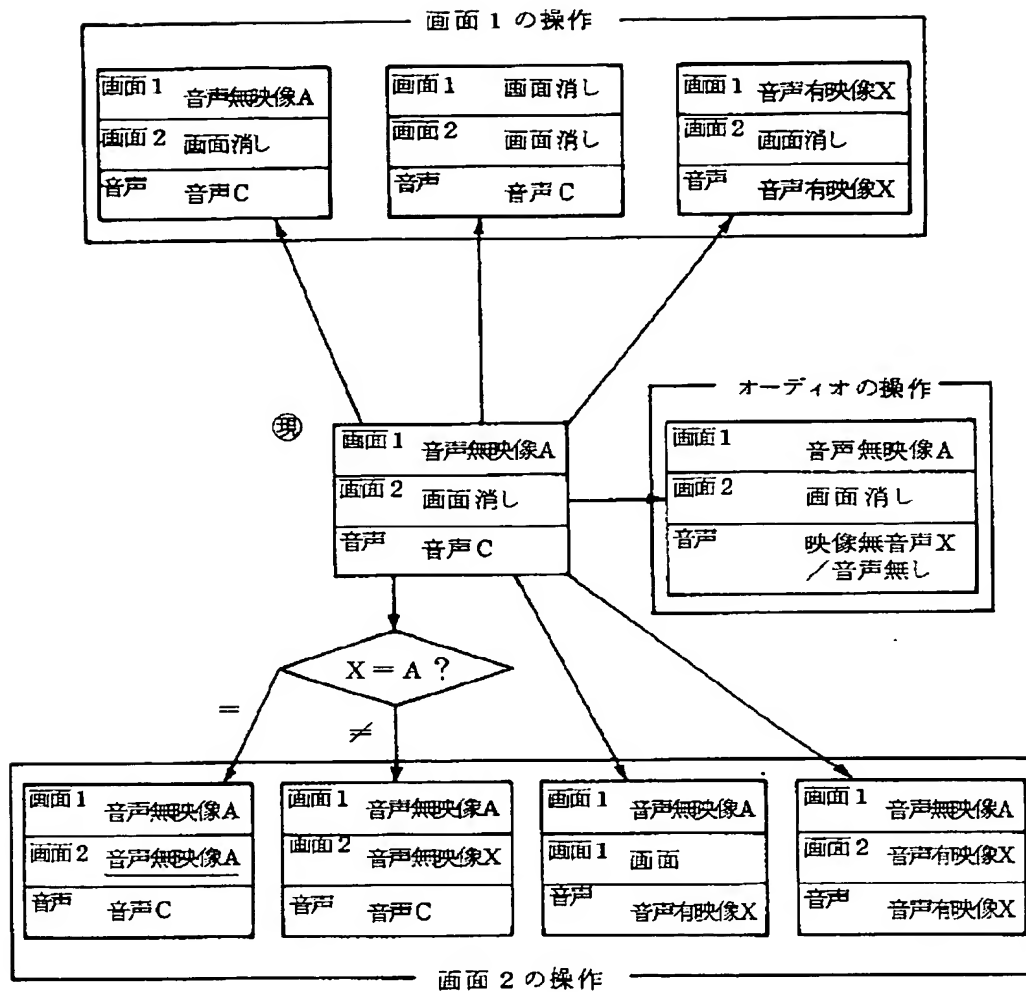 画面1の操作
画面1 音声無映像A
画面2 画面消し
音声 音声C
画面1 画面消し
画面2 画面消し
音声 音声C
画面1 音声有映像X
画面2 画面消し
音声 音声有映像X
オーディオの操作
画面1 音声無映像A
画面2 画面消し
音声 映像無音声X
/音声無し
現
画面1 音声無映像A
画面2 画面消し
音声 音声C
X=A?
=
≠
画面1 音声無映像A
画面2 音声無映像A
音声 音声C
画面1 音声無映像A
画面2 音声無映像X
音声 音声C
画面1 音声無映像A
画面1 画面
音声 音声有映像X
画面1 音声無映像A
画面2 音声有映像X
音声 音声有映像X
画面2の操作